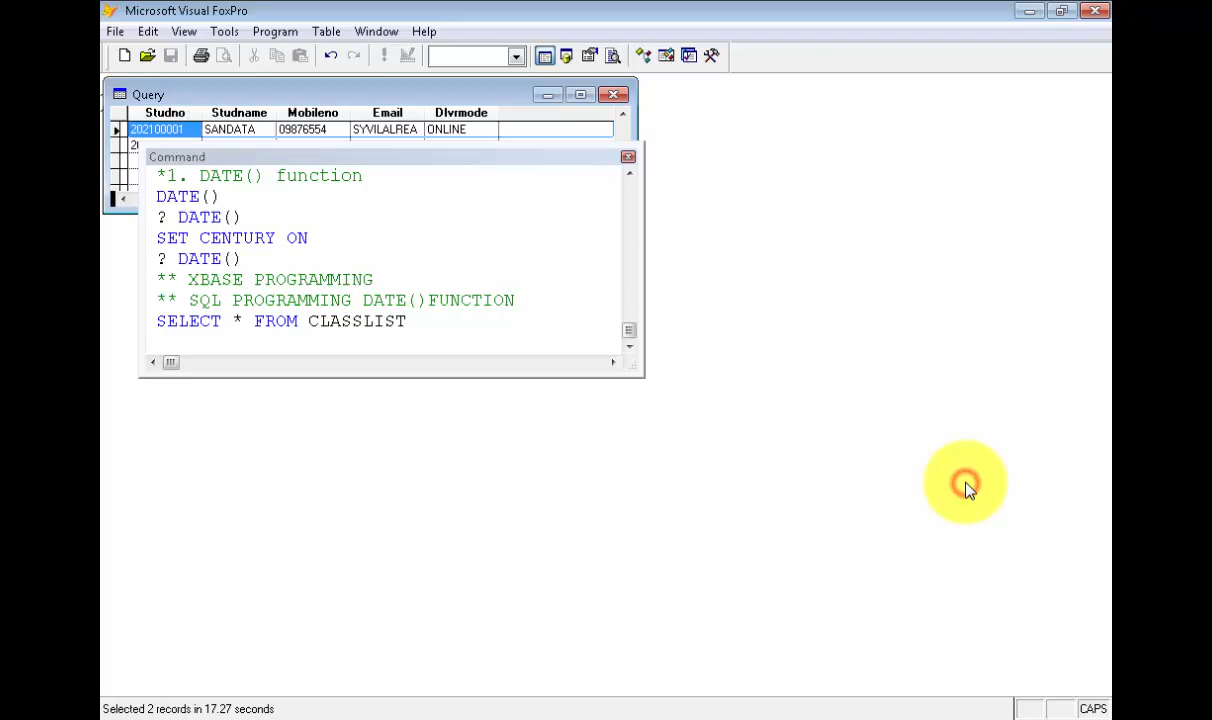 Microsoft Visual FoxPro
File Edit View Tools Program Table Window Help
Query
Studno Studname Mobileno Email Dlvrmode
202100001 SANDATA 09876554 SYVILALREA ONLINE
Command
*1. DATE() function
DATE()
? DATE()
SET CENTURY ON
? DATE()
** XBASE PROGRAMMING
** SQL PROGRAMMING DATE()FUNCTION
SELECT * FROM CLASSLIST
Selected 2 records in 17.27 seconds
CAPS